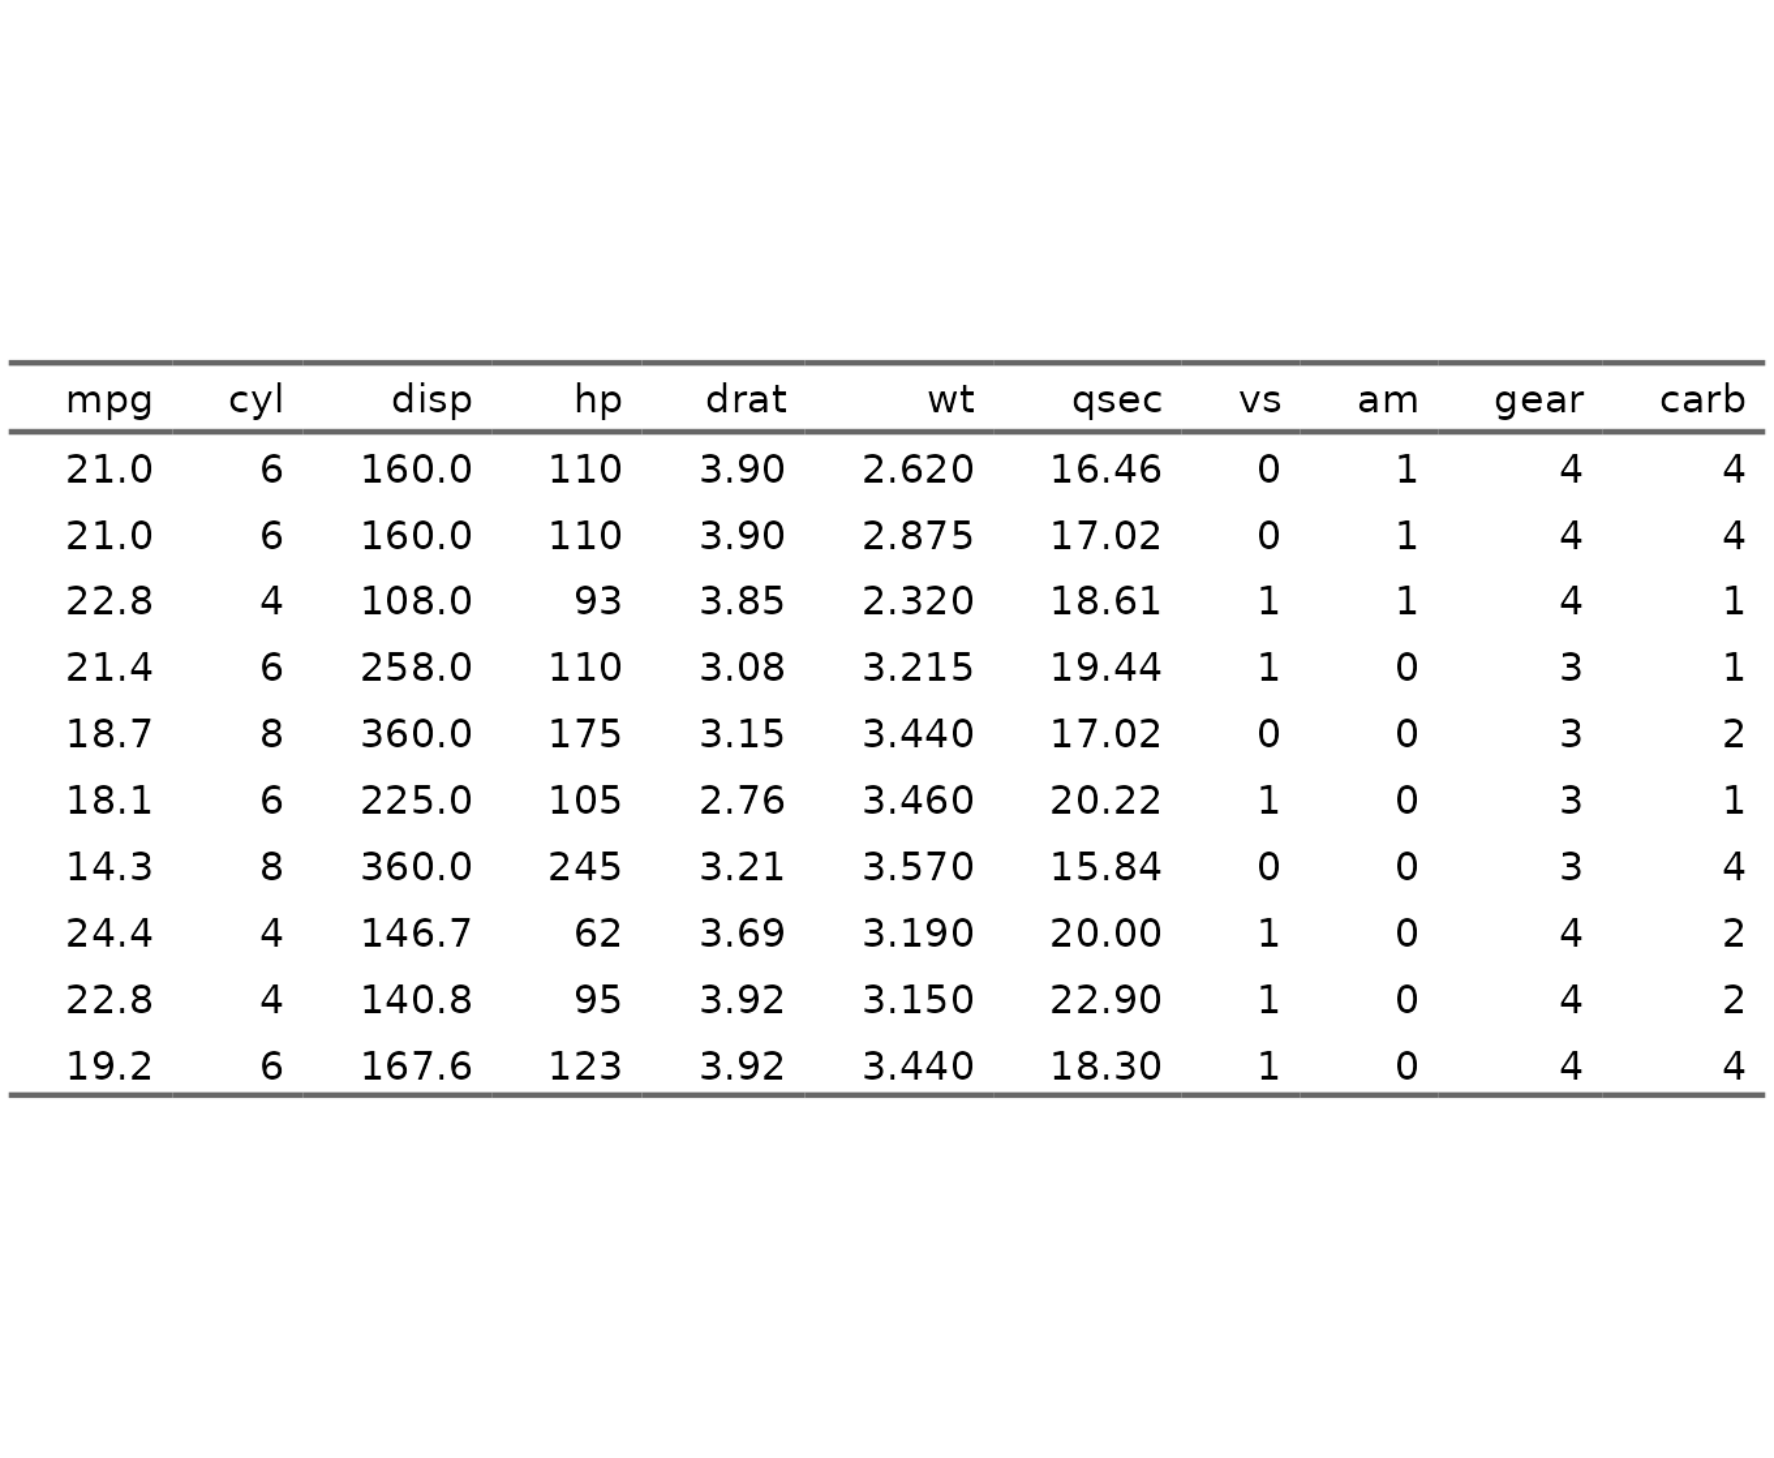 mpg cyl disp hp drat wt qsec vs am gear carb
21.0 6 160.0 110 3.90 2.620 16.46 0 1 4 4
21.0 6 160.0 110 3.90 2.875 17.02 0 1 4 4
22.8 4 108.0 93 3.85 2.320 18.61 1 1 4 1
21.4 6 258.0 110 3.08 3.215 19.44 1 0 3 1
18.7 8 360.0 175 3.15 3.440 17.02 0 0 3 2
18.1 6 225.0 105 2.76 3.460 20.22 1 0 3 1
14.3 8 360.0 245 3.21 3.570 15.84 0 0 3 4
24.4 4 146.7 62 3.69 3.190 20.00 1 0 4 2
22.8 4 140.8 95 3.92 3.150 22.90 1 0 4 2
19.2 6 167.6 123 3.92 3.440 18.30 1 0 4 4